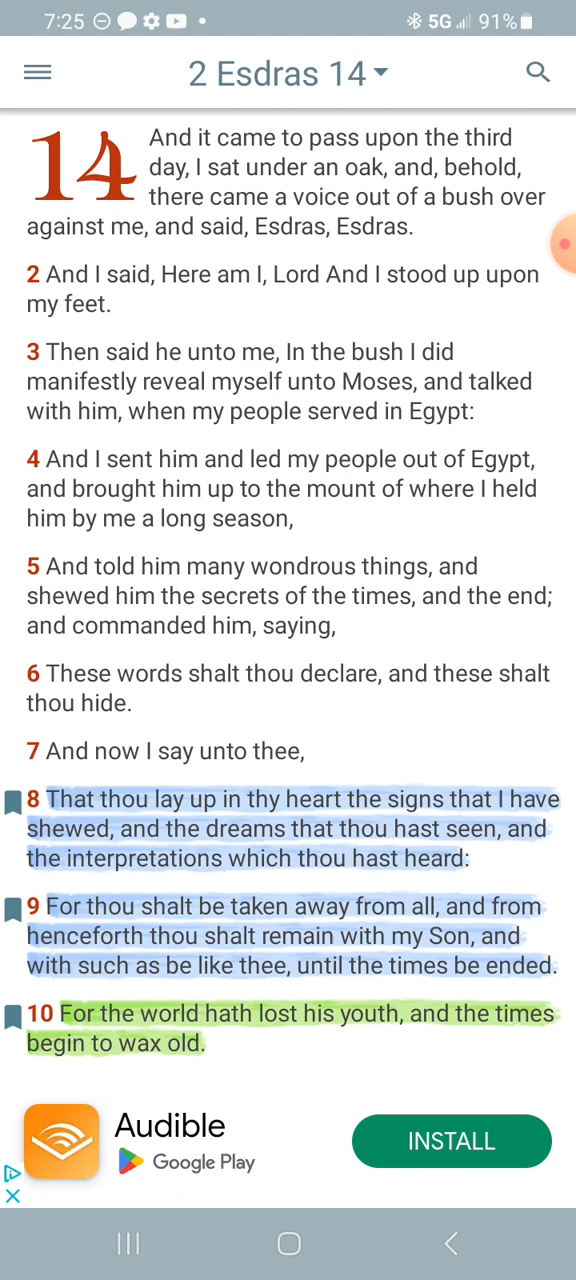 7:25
5G 91%
2 Esdras 14
14 And it came to pass upon the third
day, I sat under an oak, and, behold,
there came a voice out of a bush over
against me, and said, Esdras, Esdras.
2 And I said, Here am I, Lord And I stood up upon
my feet.
3 Then said he unto me, In the bush I did
manifestly reveal myself unto Moses, and talked
with him, when my people served in Egypt:
4 And I sent him and led my people out of Egypt,
and brought him up to the mount of where I held
him by me a long season,
5 And told him many wondrous things, and
shewed him the secrets of the times, and the end;
and commanded him, saying,
6 These words shalt thou declare, and these shalt
thou hide.
7 And now I say unto thee,
8 That thou lay up in thy heart the signs that I have
shewed, and the dreams that thou hast seen, and
the interpretations which thou hast heard:
9 For thou shalt be taken away from all, and from
henceforth thou shalt remain with my Son, and
with such as be like thee, until the times be ended.
10 For the world hath lost his youth, and the times
begin to wax old.
Audible
Google Play
INSTALL